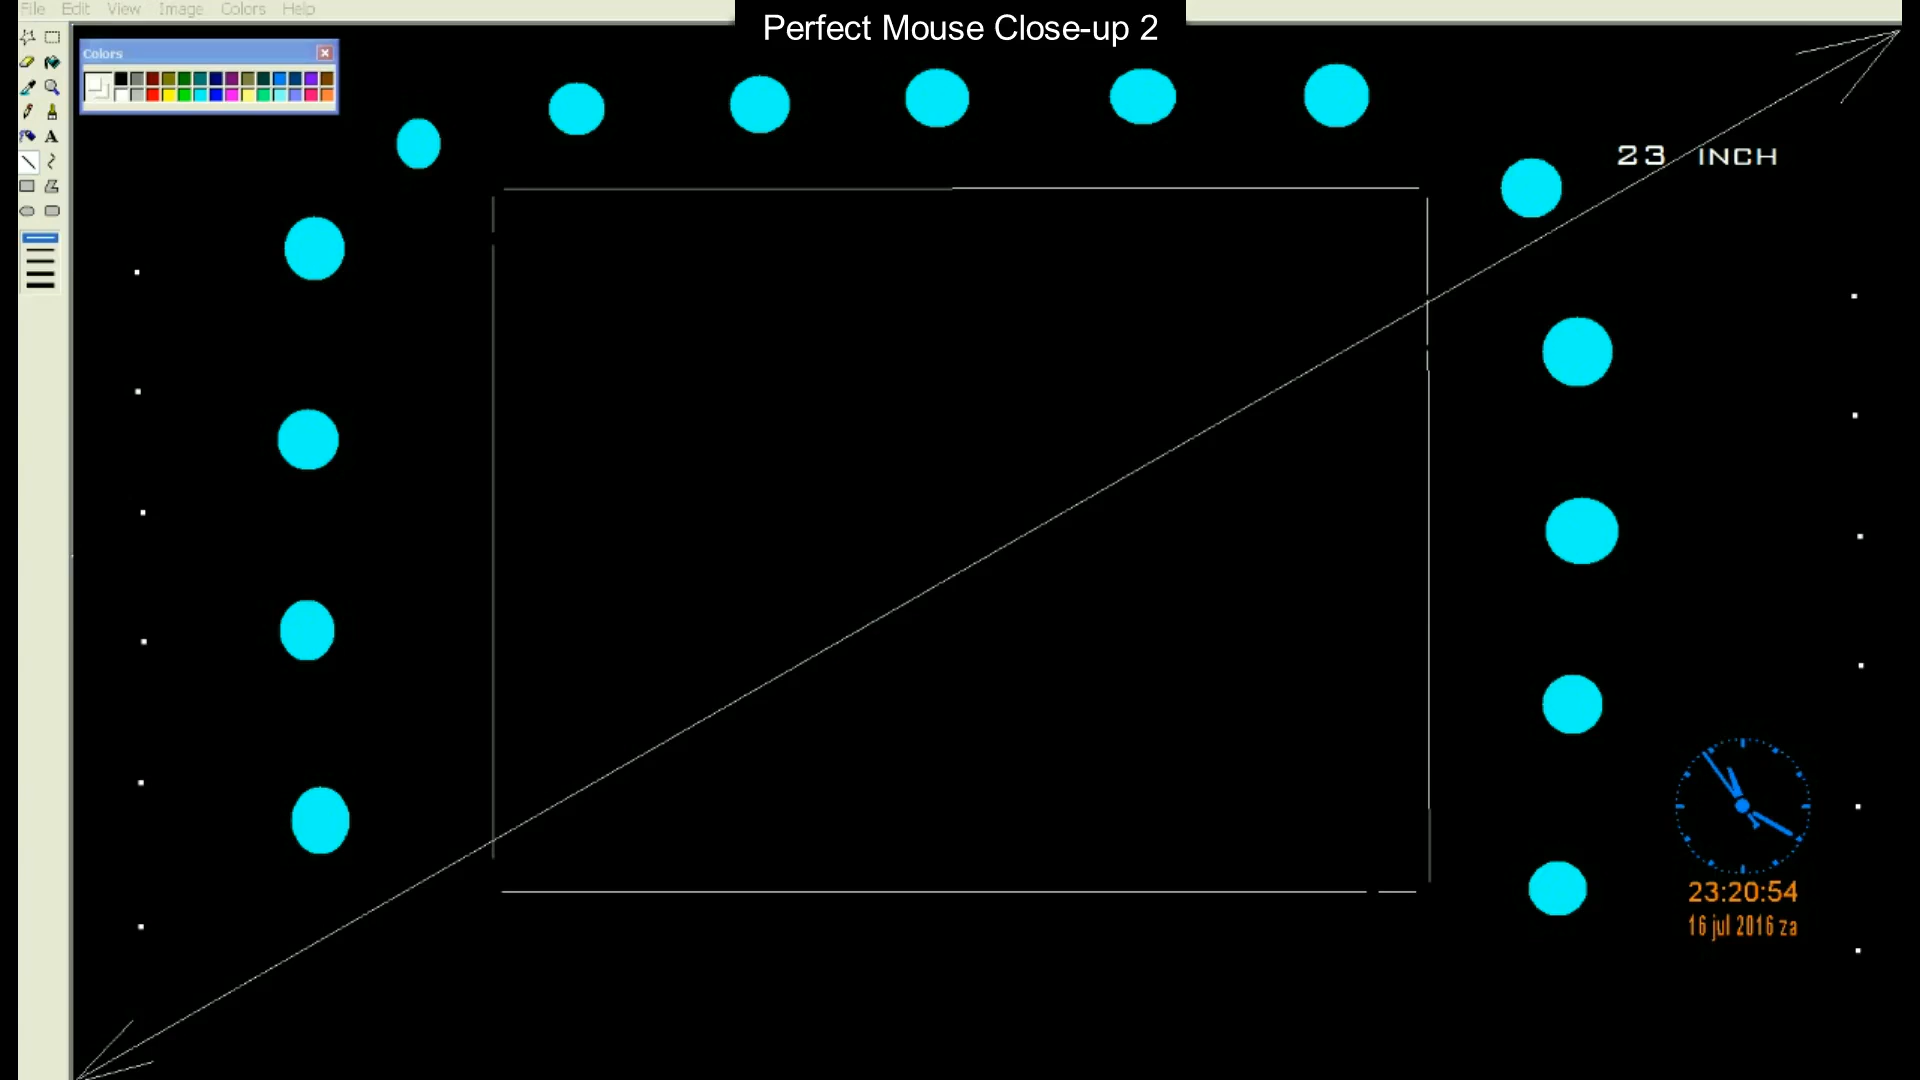 File Edit View Image Colors Help
Perfect Mouse Close-up 2
Colors
A
23 INCH
23:20:54
16 jul 2016 za